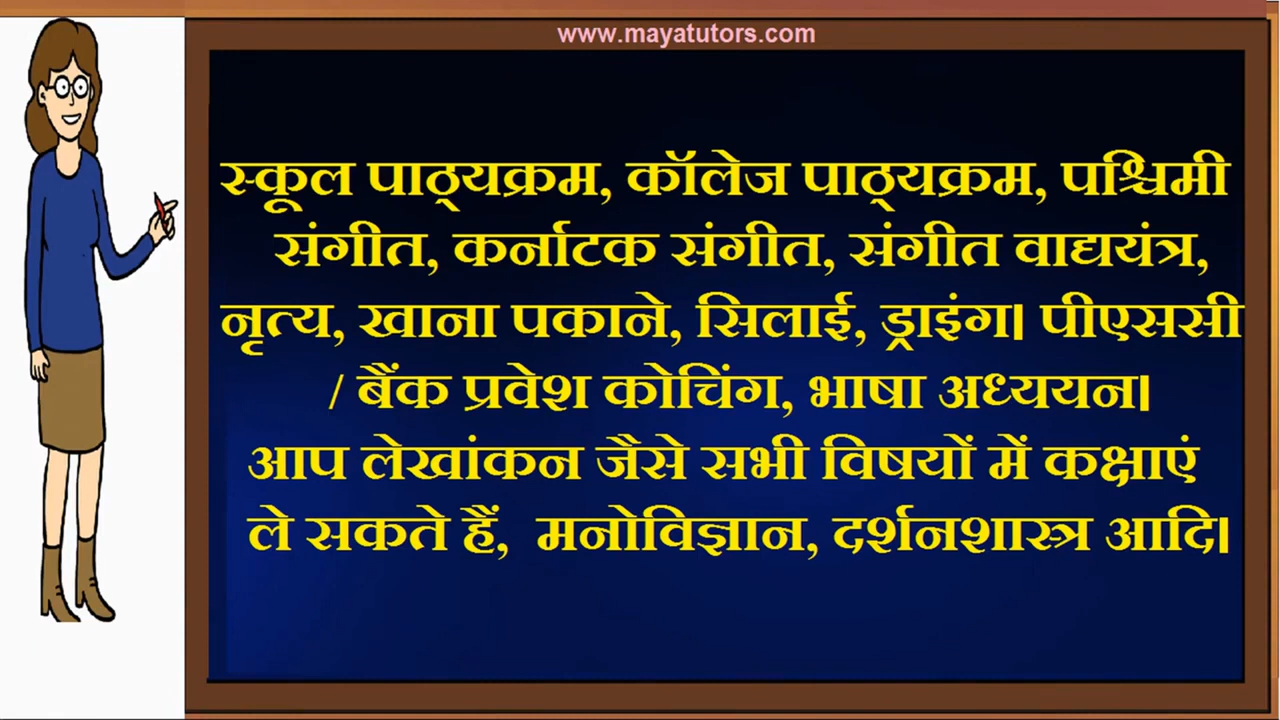 www.mayatutors.com
स्कूल पाठ्यक्रम, कॉलेज पाठ्यक्रम, पश्चिमी
संगीत, कर्नाटक संगीत, संगीत वाद्ययंत्र,
नृत्य, खाना पकाने, सिलाई, ड्राइंग। पीएससी
/ बैंक प्रवेश कोचिंग, भाषा अध्ययन।
आप लेखांकन जैसे सभी विषयों में कक्षाएं
ले सकते हैं, मनोविज्ञान, दर्शनशास्त्र आदि।